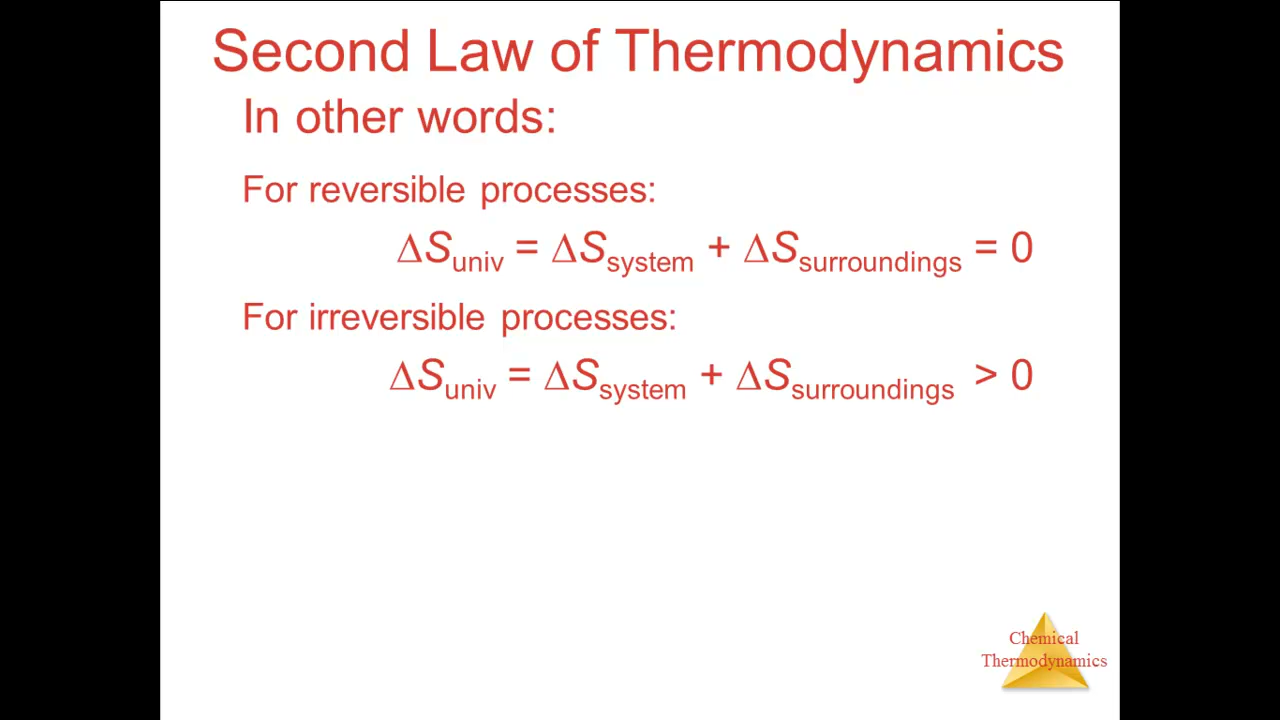 Second Law of Thermodynamics
In other words:
For reversible processes:
ΔSuniv = ΔSsystem + ΔSsurroundings = 0
For irreversible processes:
ΔSuniv = ΔSsystem + ΔSsurroundings > 0
Chemical
Thermodynamics